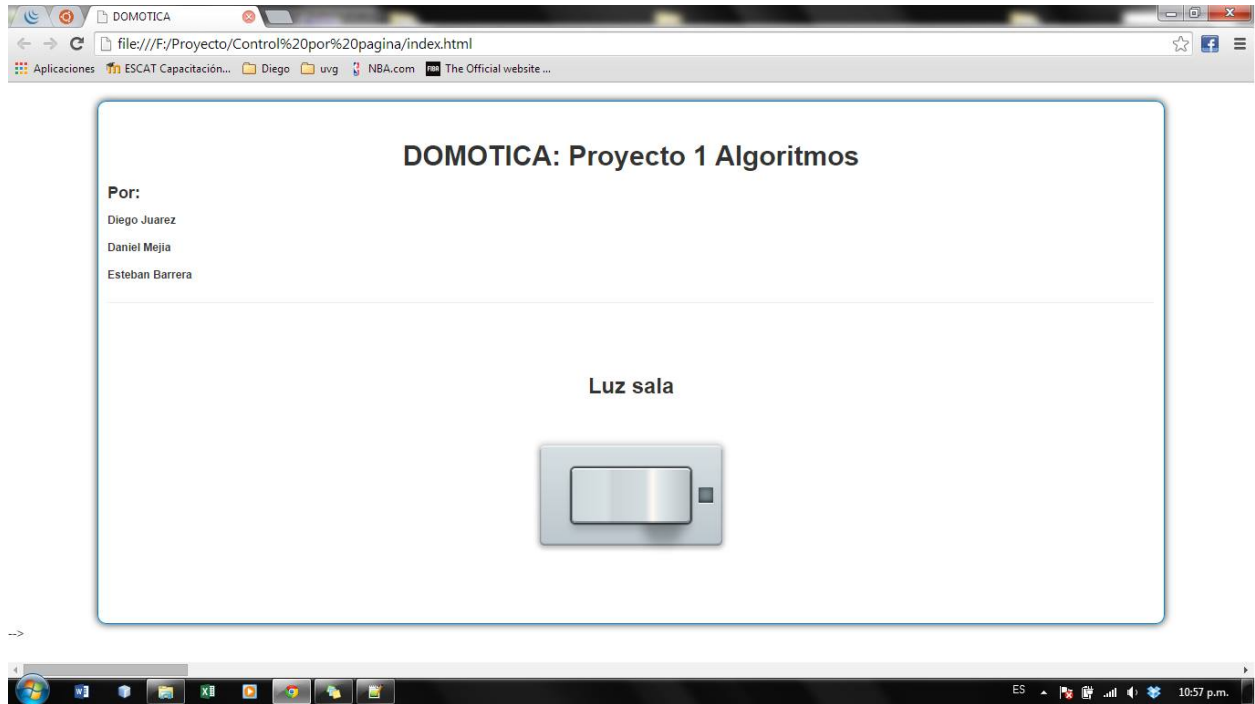 DOMOTICA
file:///F:/Proyecto/Control%20por%20pagina/index.html
Aplicaciones ESCAT Capacitación... Diego uvg NBA.com FIBA The Official website ...
DOMOTICA: Proyecto 1 Algoritmos
Por:
Diego Juarez
Daniel Mejia
Esteban Barrera
Luz sala
-->
ES 10:57 p.m.